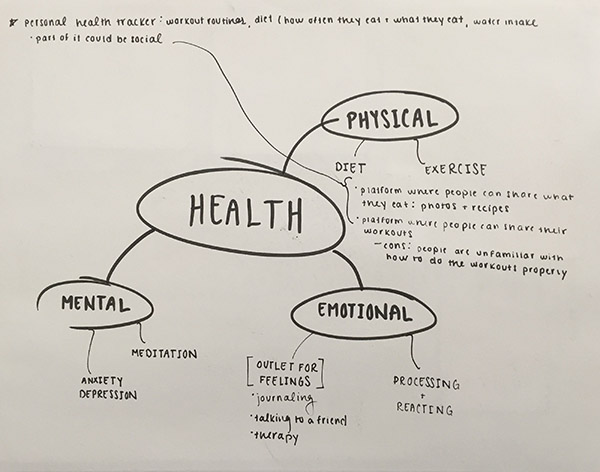 * personal health tracker: workout routines, diet (how often they eat + what they eat, water intake
· part of it could be social
PHYSICAL
DIET
EXERCISE
· platform where people can share what
they eat: photos + recipes
· platform where people can share their
workouts
- cons: people are unfamiliar with
how to do the workouts properly
HEALTH
MENTAL
MEDITATION
ANXIETY
DEPRESSION
EMOTIONAL
[OUTLET FOR
FEELINGS]
· journaling
· talking to a friend
· therapy
PROCESSING
+
REACTING